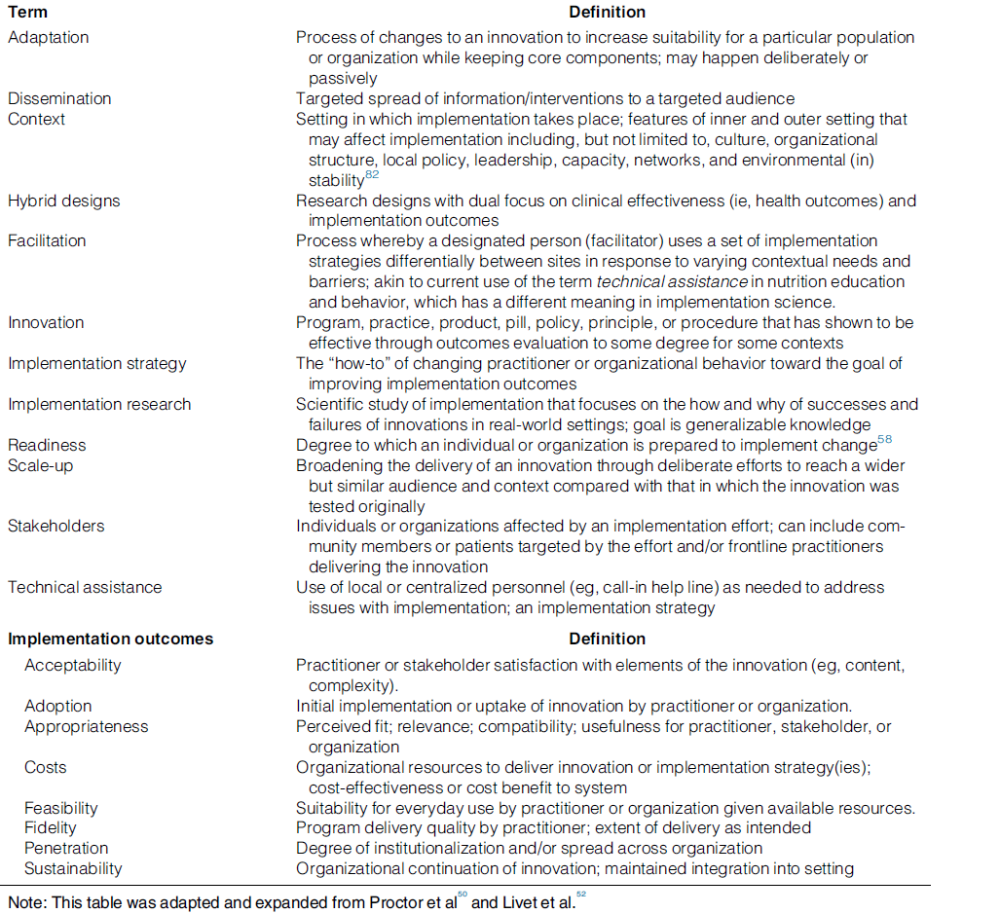 Term Definition
Adaptation Process of changes to an innovation to increase suitability for a particular population
or organization while keeping core components; may happen deliberately or
passively
Dissemination Targeted spread of information/interventions to a targeted audience
Context Setting in which implementation takes place; features of inner and outer setting that
may affect implementation including, but not limited to, culture, organizational
structure, local policy, leadership, capacity, networks, and environmental (in)
stability82
Hybrid designs Research designs with dual focus on clinical effectiveness (ie, health outcomes) and
implementation outcomes
Facilitation Process whereby a designated person (facilitator) uses a set of implementation
strategies differentially between sites in response to varying contextual needs and
barriers; akin to current use of the term technical assistance in nutrition education
and behavior, which has a different meaning in implementation science.
Innovation Program, practice, product, pill, policy, principle, or procedure that has shown to be
effective through outcomes evaluation to some degree for some contexts
Implementation strategy The “how-to” of changing practitioner or organizational behavior toward the goal of
improving implementation outcomes
Implementation research Scientific study of implementation that focuses on the how and why of successes and
failures of innovations in real-world settings; goal is generalizable knowledge
Readiness Degree to which an individual or organization is prepared to implement change58
Scale-up Broadening the delivery of an innovation through deliberate efforts to reach a wider
but similar audience and context compared with that in which the innovation was
tested originally
Stakeholders Individuals or organizations affected by an implementation effort; can include com-
munity members or patients targeted by the effort and/or frontline practitioners
delivering the innovation
Technical assistance Use of local or centralized personnel (eg, call-in help line) as needed to address
issues with implementation; an implementation strategy
Implementation outcomes Definition
Acceptability Practitioner or stakeholder satisfaction with elements of the innovation (eg, content,
complexity).
Adoption Initial implementation or uptake of innovation by practitioner or organization.
Appropriateness Perceived fit; relevance; compatibility; usefulness for practitioner, stakeholder, or
organization
Costs Organizational resources to deliver innovation or implementation strategy(ies);
cost-effectiveness or cost benefit to system
Feasibility Suitability for everyday use by practitioner or organization given available resources.
Fidelity Program delivery quality by practitioner; extent of delivery as intended
Penetration Degree of institutionalization and/or spread across organization
Sustainability Organizational continuation of innovation; maintained integration into setting
Note: This table was adapted and expanded from Proctor et al50 and Livet et al.52